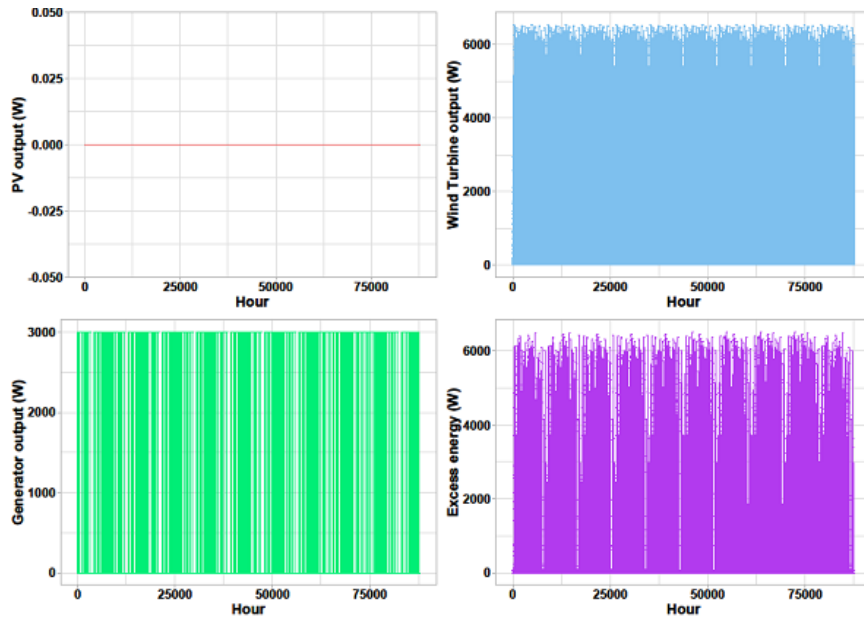 PV output (W)
0.050
0.025
0.000
-0.025
-0.050
0 25000 50000 75000
Hour
Wind Turbine output (W)
6000
4000
2000
0
0 25000 50000 75000
Hour
Generator output (W)
3000
2000
1000
0
0 25000 50000 75000
Hour
Excess energy (W)
6000
4000
2000
0
0 25000 50000 75000
Hour